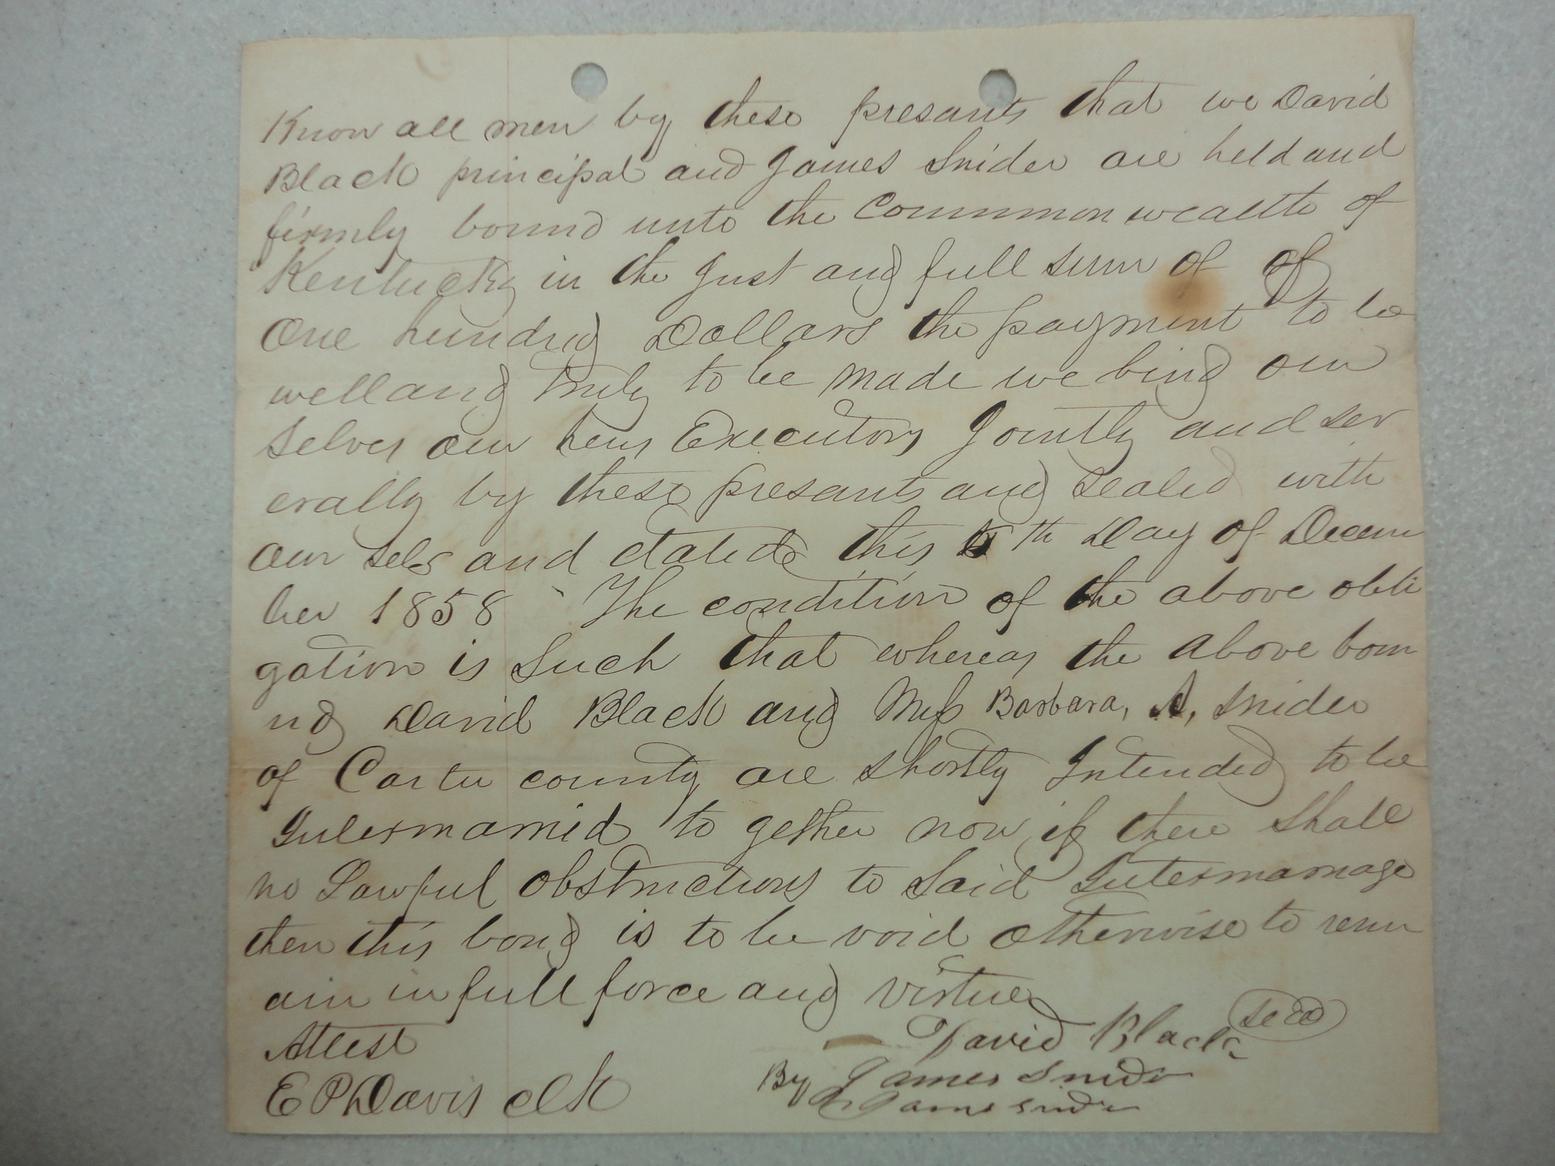 Know all men by these presants that we David
Black principal and James Snider are held and
firmly bound unto the Commonwealth of
Kentucky in the Just and full sum of of
One hundred Dollars the payment to be
well and truly to be made we bind our
selves our heirs Executors Jointly and sev
erally by these presants and sealed with
our sels and dated this th Day of Decem
ber 1858 The condition of the above obli
gation is Such that whereas the above bou
nd David Black and Miss Barbara, A, Snider
of Carter county are shortly Intended to be
Intermarried to gether now if there shall
no Lawful obstructions to Said Intermarriage
then this bond is to be void otherwise to rem
ain in full force and virtue
Attest David Black seal
E P Davis clk By James Snider
James Snider